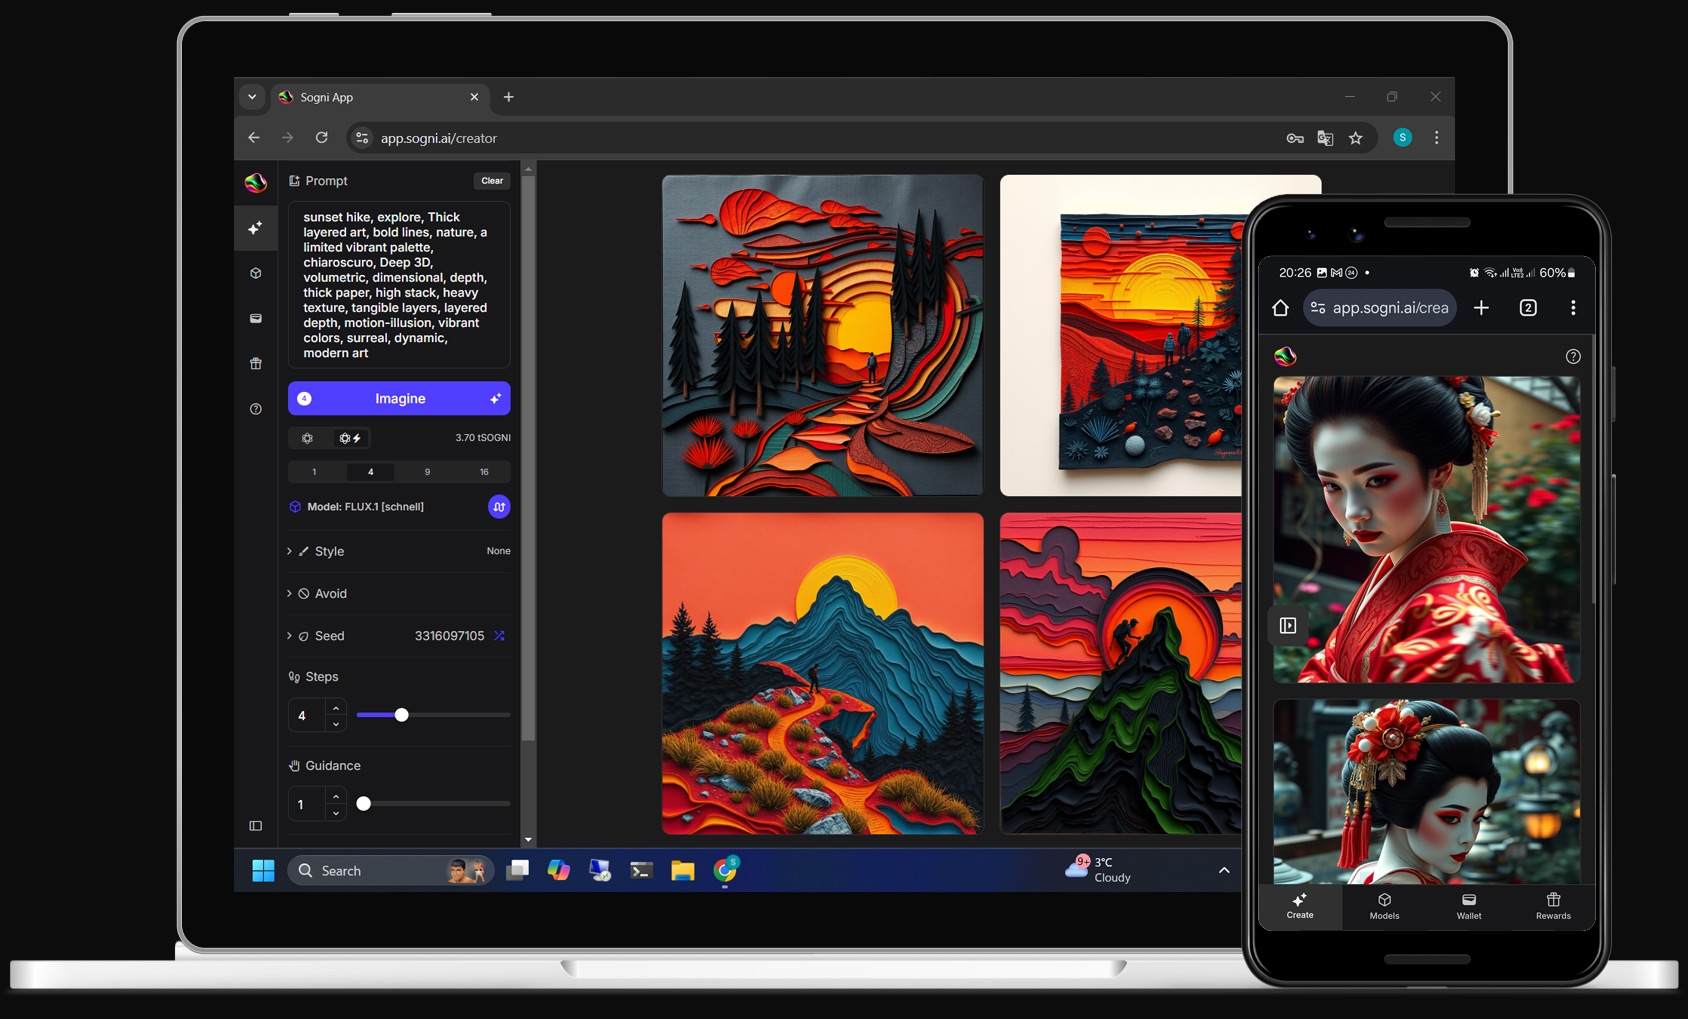 Sogni App
app.sogni.ai/creator
S
Prompt
Clear
sunset hike, explore, Thick
layered art, bold lines, nature, a
limited vibrant palette,
chiaroscuro, Deep 3D,
volumetric, dimensional, depth,
thick paper, high stack, heavy
texture, tangible layers, layered
depth, motion-illusion, vibrant
colors, surreal, dynamic,
modern art
4
Imagine
3.70 tSOGNI
1
4
9
16
Model: FLUX.1 [schnell]
Style
None
Avoid
Seed
3316097105
Steps
4
Guidance
1
Search
S
9+
3°C
Cloudy
20:26
24
60%
app.sogni.ai/crea
2
Create
Models
Wallet
Rewards